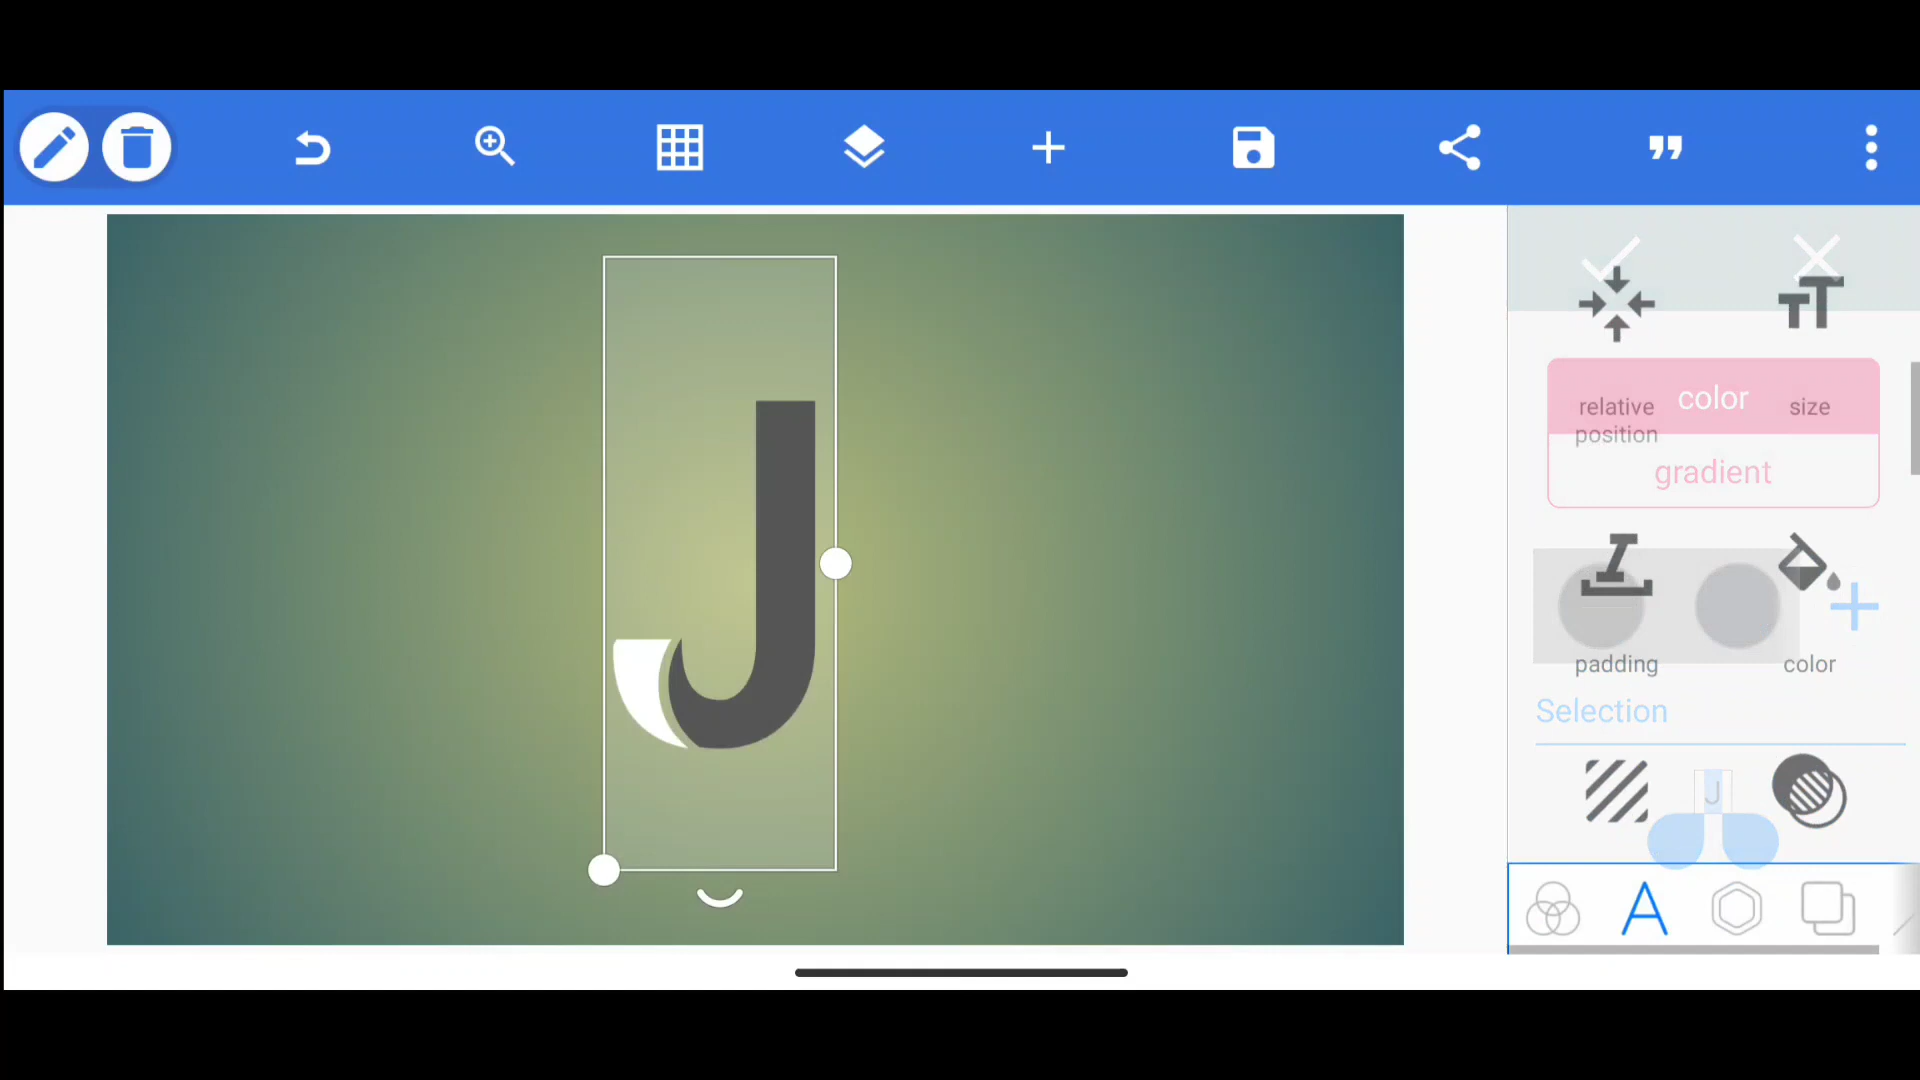 relative position
color
size
gradient
padding
color
Selection
J
J